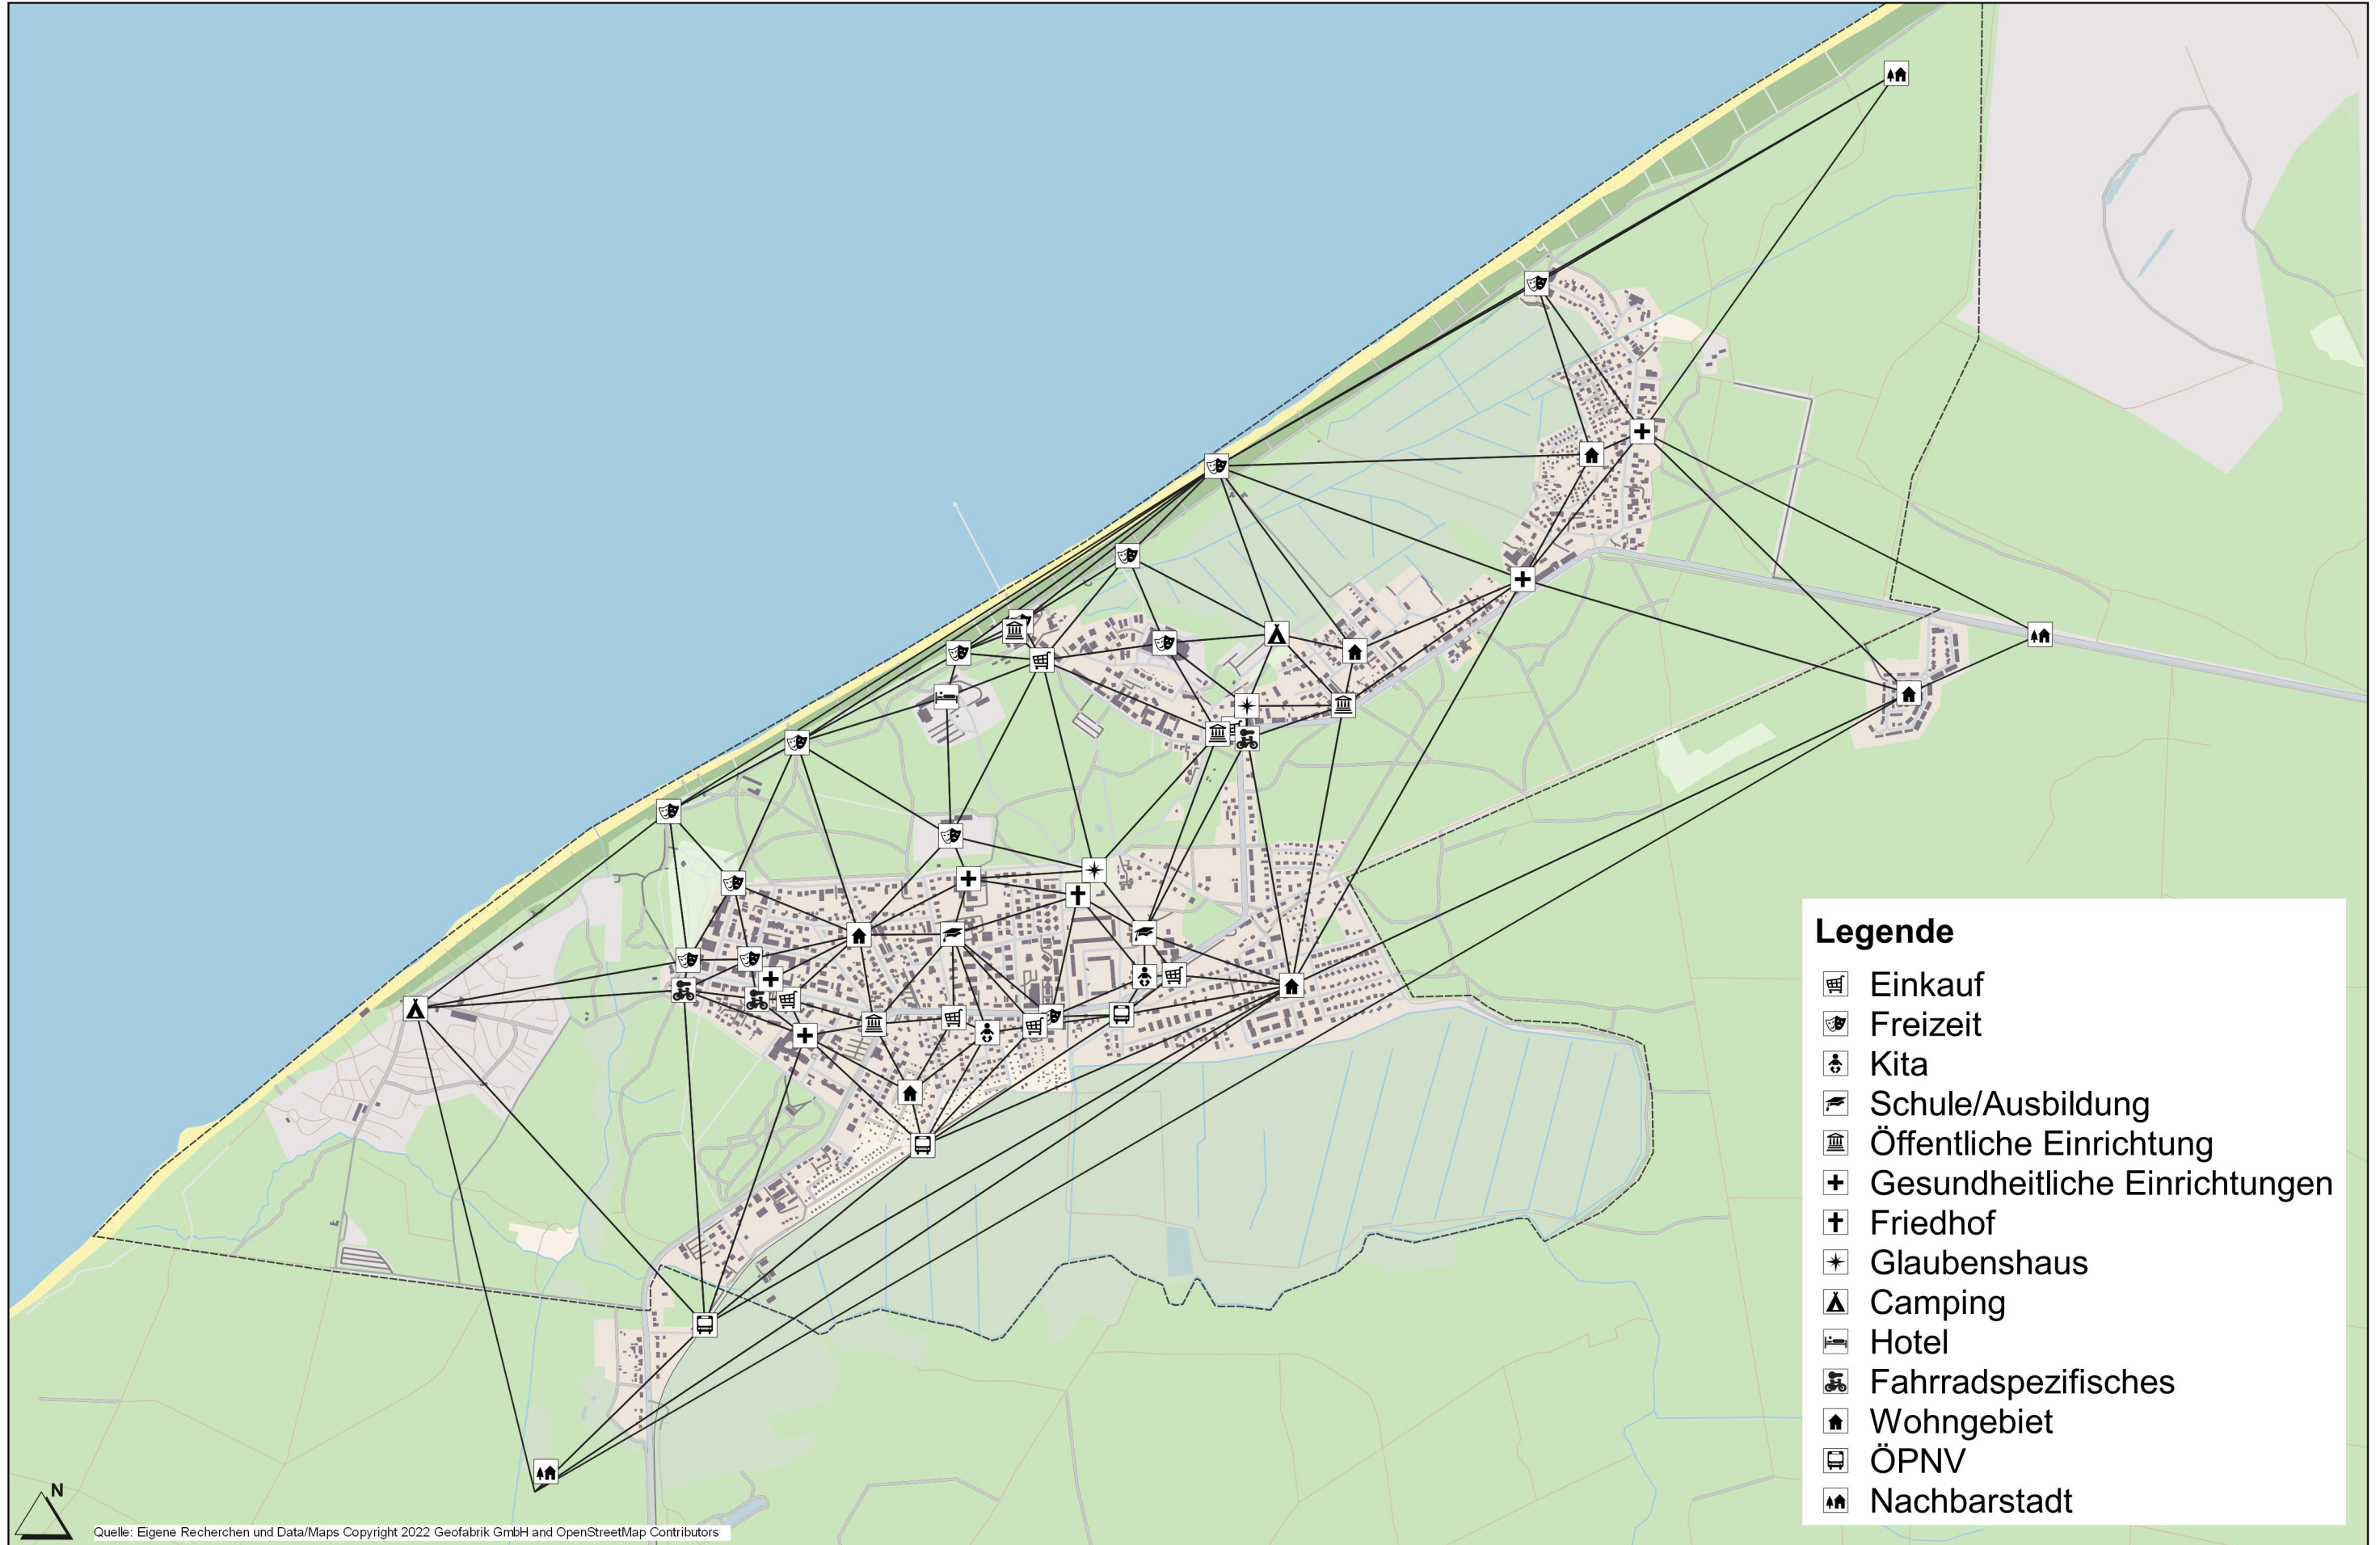 Legende
Einkauf
Freizeit
Kita
Schule/Ausbildung
Öffentliche Einrichtung
Gesundheitliche Einrichtungen
Friedhof
Glaubenshaus
Camping
Hotel
Fahrradspezifisches
Wohngebiet
ÖPNV
Nachbarstadt
N
Quelle: Eigene Recherchen und Data/Maps Copyright 2022 Geofabrik GmbH and OpenStreetMap Contributors